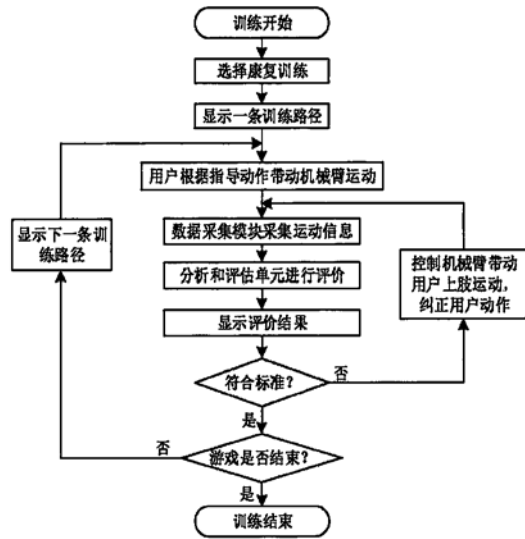 训练开始
选择康复训练
显示一条训练路径
用户根据指导动作带动机械臂运动
显示下一条训
练路径
数据采集模块采集运动信息
控制机械臂带动
用户上肢运动，
纠正用户动作
分析和评估单元进行评价
显示评价结果
符合标准？
否
是
否
游戏是否结束？
是
训练结束